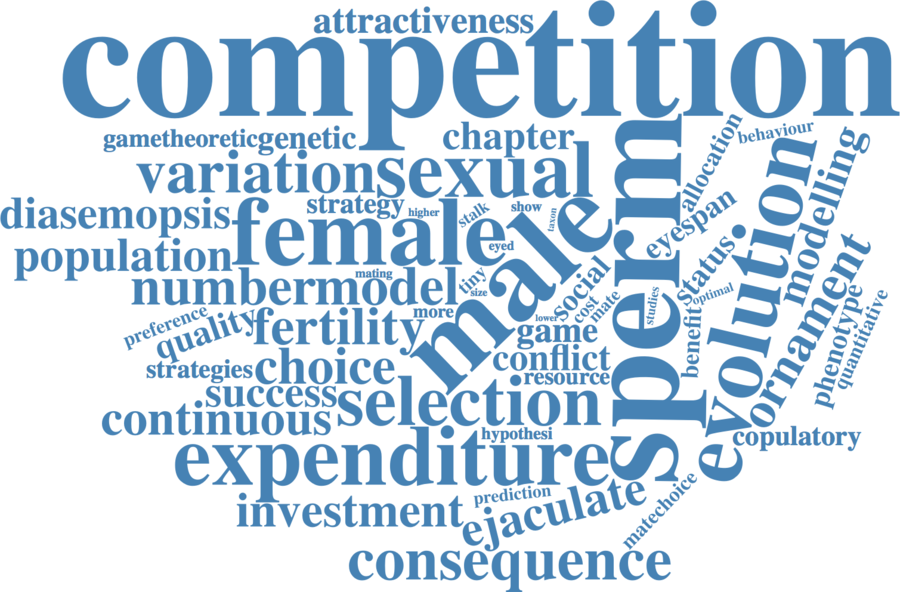 attractiveness
competition
gametheoretic
genetic
chapter
behaviour
allocation
variation
sexual
sperm
evolution
modelling
diasemopsis
strategy
higher
stalk
show
taxon
eyespan
female
male
eyed
population
mating
tiny
size
social
status
number
model
more
cost
mate
studies
optimal
lower
preference
quality
fertility
game
benefit
ornament
phenotype
quantitative
strategies
choice
conflict
resource
success
continuous
selection
hypothesi
copulatory
expenditure
prediction
matechoice
investment
ejaculate
consequence